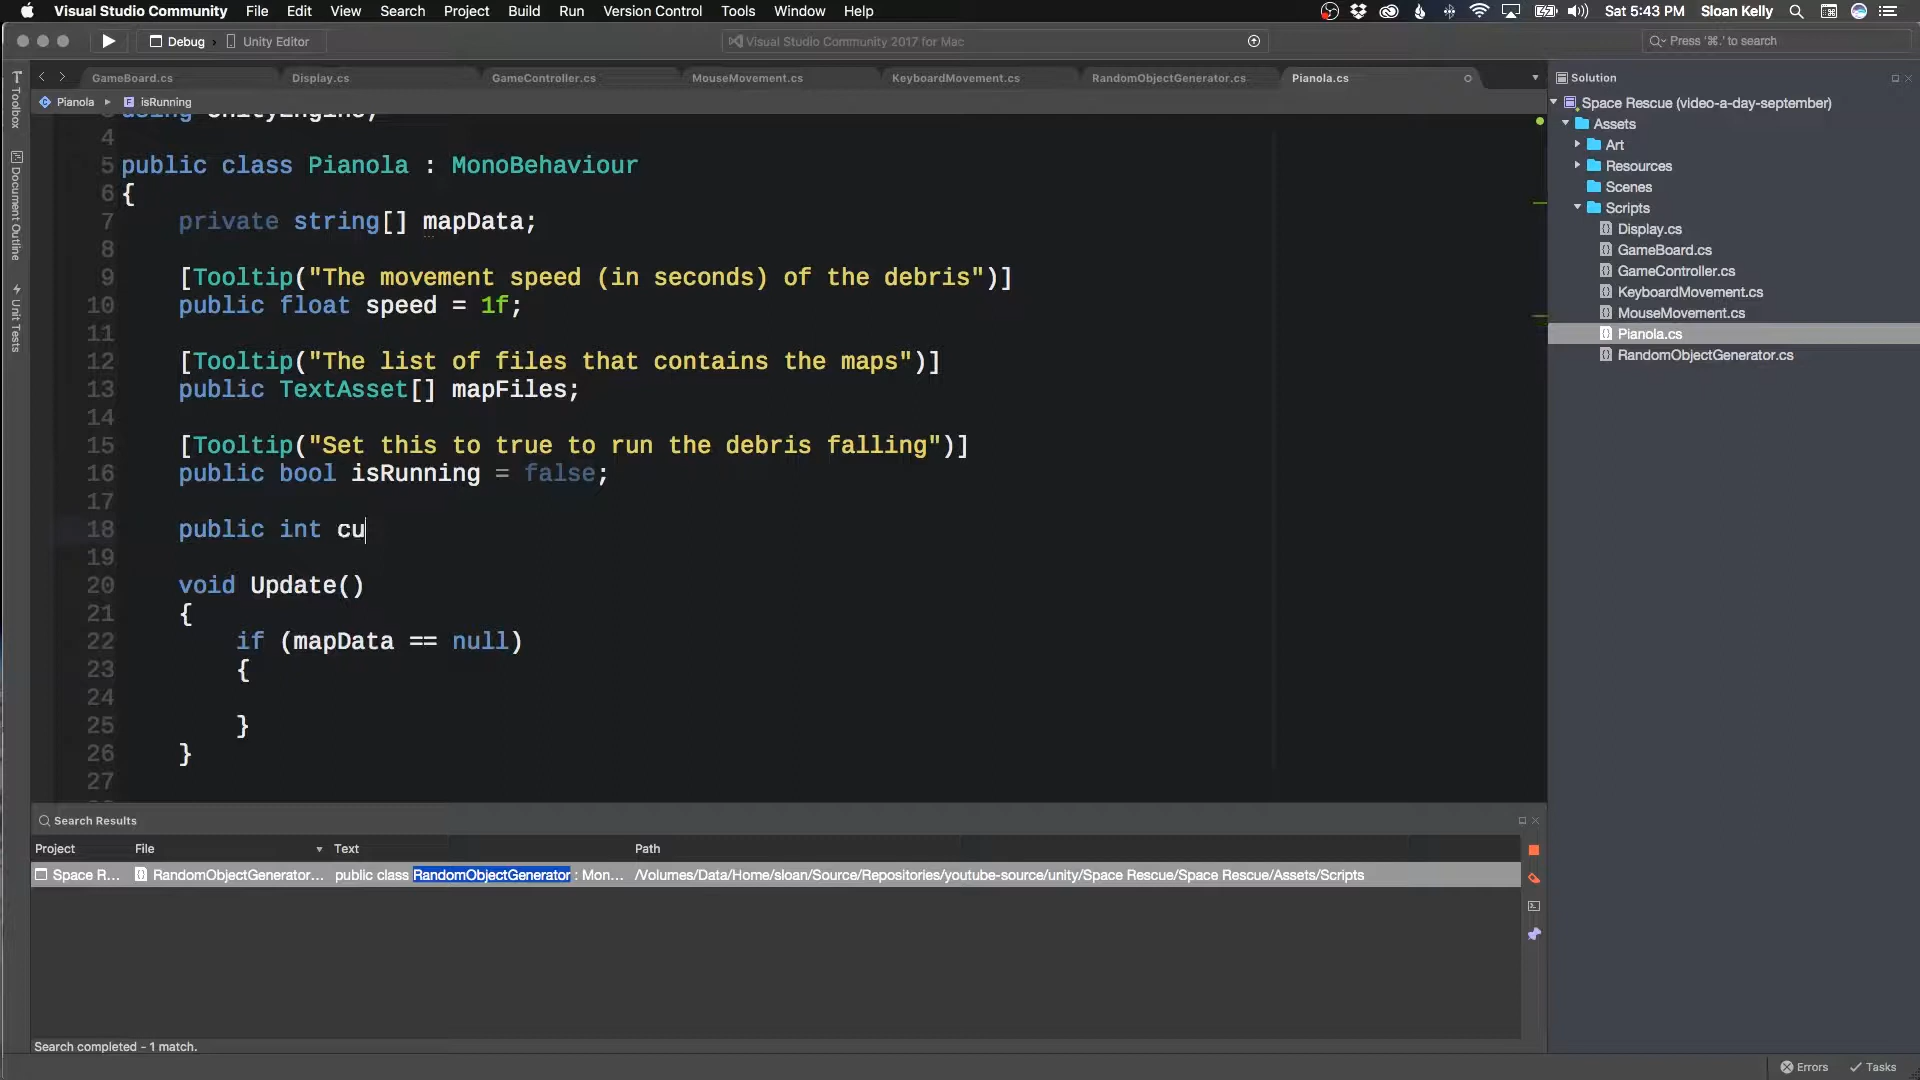 Visual Studio Community File Edit View Search Project Build Run Version Control Tools Window Help Sat 5:43 PM Sloan Kelly
Debug Unity Editor Visual Studio Community 2017 for Mac Press '⌘.' to search
GameBoard.cs Display.cs GameController.cs MouseMovement.cs KeyboardMovement.cs RandomObjectGenerator.cs Pianola.cs
Pianola isRunning
Toolbox
Document Outline
Unit Tests
3 using UnityEngine;
4
5 public class Pianola : MonoBehaviour
6 {
7 private string[] mapData;
8
9 [Tooltip("The movement speed (in seconds) of the debris")]
10 public float speed = 1f;
11
12 [Tooltip("The list of files that contains the maps")]
13 public TextAsset[] mapFiles;
14
15 [Tooltip("Set this to true to run the debris falling")]
16 public bool isRunning = false;
17
18 public int cu
19
20 void Update()
21 {
22 if (mapData == null)
23 {
24
25 }
26 }
27
Solution
Space Rescue (video-a-day-september)
Assets
Art
Resources
Scenes
Scripts
Display.cs
GameBoard.cs
GameController.cs
KeyboardMovement.cs
MouseMovement.cs
Pianola.cs
RandomObjectGenerator.cs
Search Results
Project File Text Path
Space R... RandomObjectGenerator... public class RandomObjectGenerator : Mon... /Volumes/Data/Home/sloan/Source/Repositories/youtube-source/unity/Space Rescue/Space Rescue/Assets/Scripts
Search completed - 1 match.
Errors Tasks